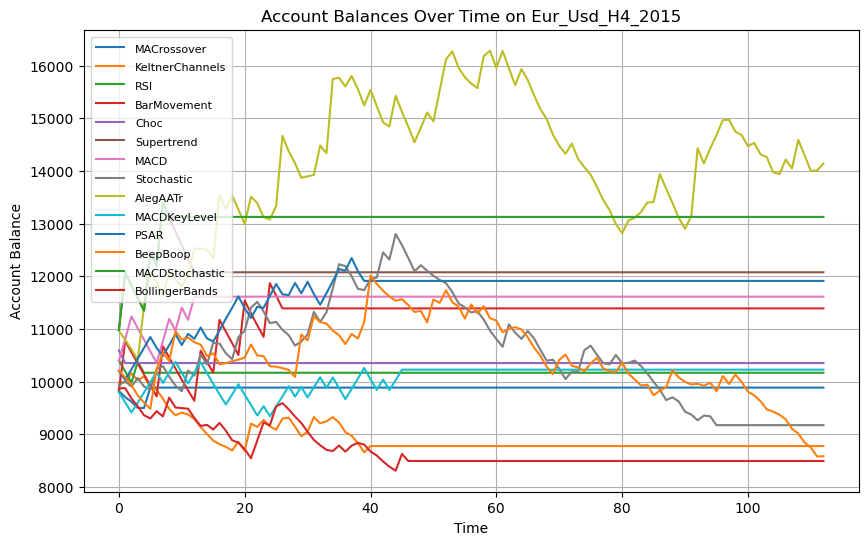 Account Balances Over Time on Eur_Usd_H4_2015
MACrossover
KeltnerChannels
RSI
BarMovement
Choc
Supertrend
MACD
Stochastic
AlegAATr
MACDKeyLevel
PSAR
BeepBoop
MACDStochastic
BollingerBands
Account Balance
16000
15000
14000
13000
12000
11000
10000
9000
8000
0
20
40
60
80
100
Time